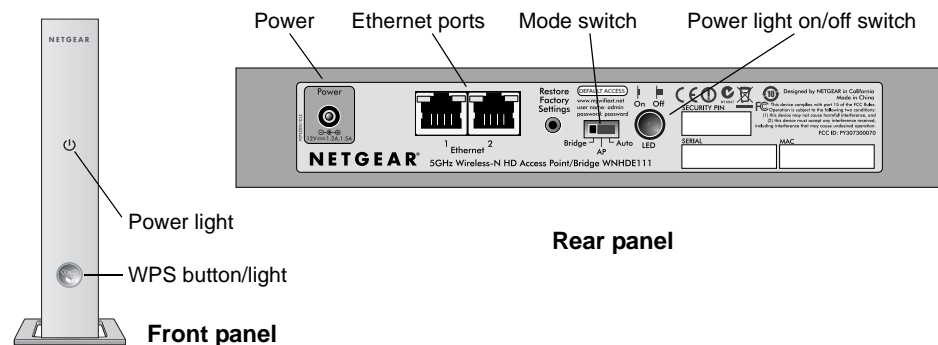 Power
Ethernet ports
Mode switch
Power light on/off switch
NETGEAR
Power light
WPS button/light
Front panel
Power
12V⎓1.2A,1.5A
1 2
Ethernet
Restore
Factory
Settings
DEFAULT ACCESS
www.mywifiext.net
user name: admin
password: password
Bridge
AP
Auto
On Off
LED
SECURITY PIN
SERIAL
MAC
Designed by NETGEAR in California
Made in China
This device complies with part 15 of the FCC Rules.
Operation is subject to the following two conditions:
(1) this device may not cause harmful interference, and
(2) this device must accept any interference received,
including interference that may cause undesired operation.
FCC ID: PY307300070
NETGEAR®
5GHz Wireless-N HD Access Point/Bridge WNHDE111
Rear panel